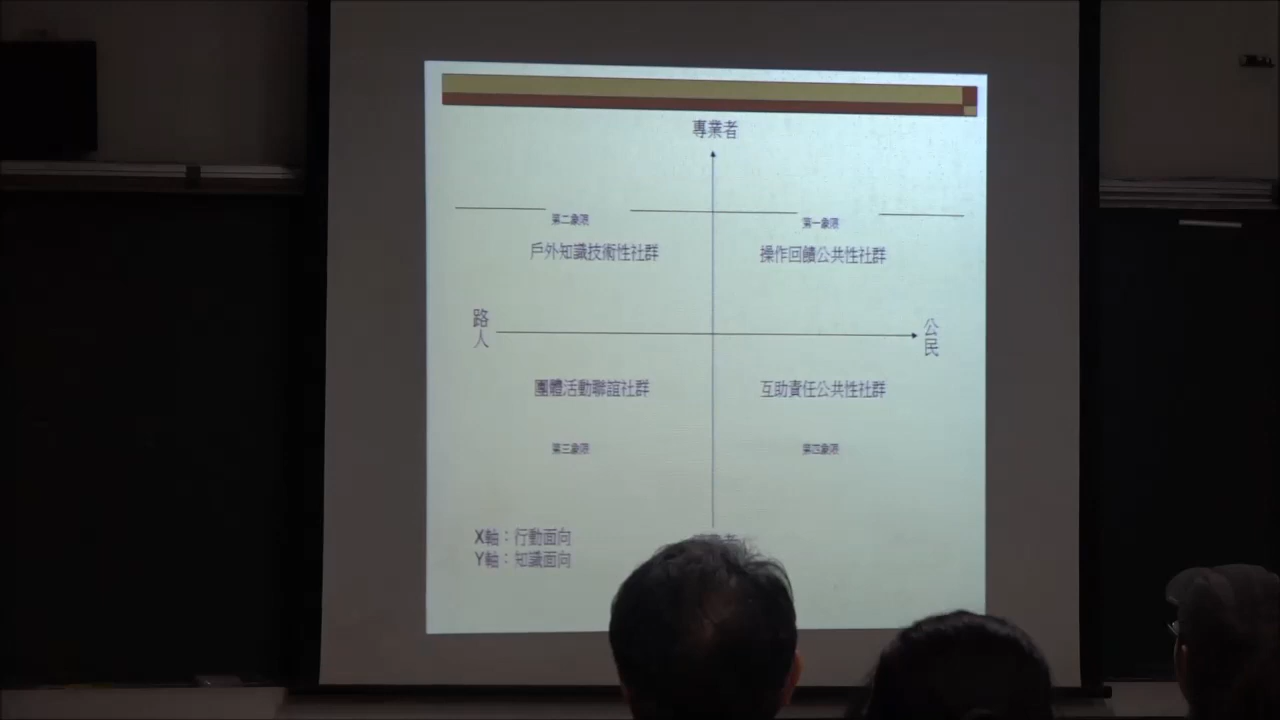 專業者
第二象限
第一象限
戶外知識技術性社群
操作回饋公共性社群
路人
公民
團體活動聯誼社群
互助責任公共性社群
第三象限
第四象限
X軸：行動面向
Y軸：知識面向